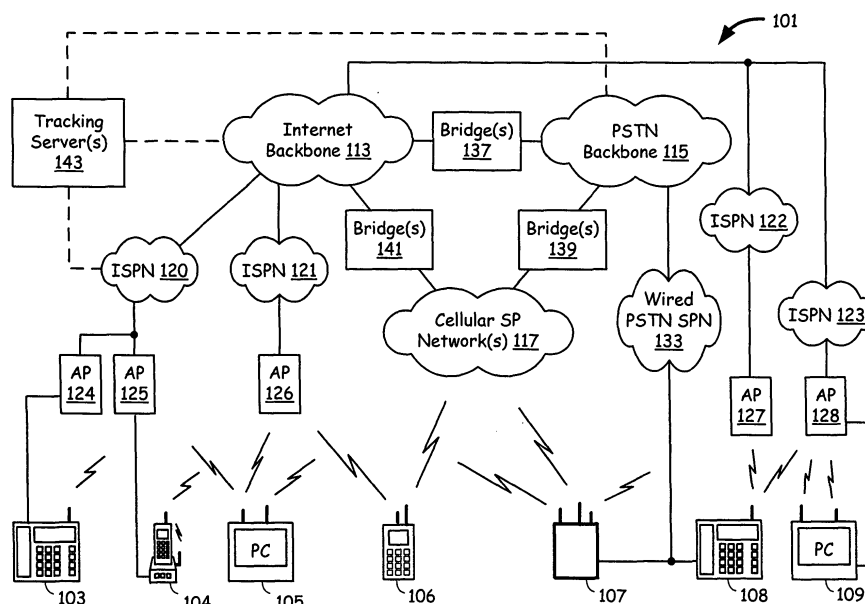 101
Tracking
Server(s)
143
Internet
Backbone 113
Bridge(s)
137
PSTN
Backbone 115
ISPN 120
ISPN 121
Bridge(s)
141
Bridge(s)
139
ISPN 122
Cellular SP
Network(s) 117
Wired
PSTN SPN
133
ISPN 123
AP
124
AP
125
AP
126
AP
127
AP
128
PC
PC
103
104
105
106
107
108
109